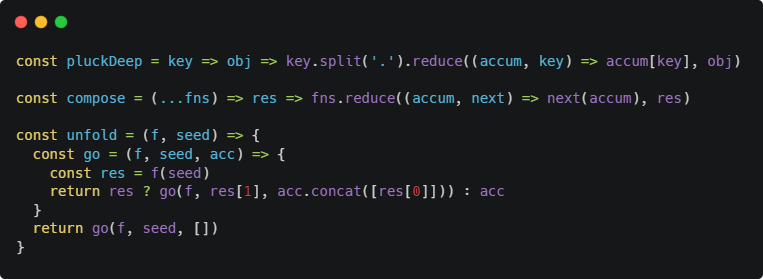 const pluckDeep = key => obj => key.split('.').reduce((accum, key) => accum[key], obj)
const compose = (...fns) => res => fns.reduce((accum, next) => next(accum), res)
const unfold = (f, seed) => {
  const go = (f, seed, acc) => {
    const res = f(seed)
    return res ? go(f, res[1], acc.concat([res[0]])) : acc
  }
  return go(f, seed, [])
}